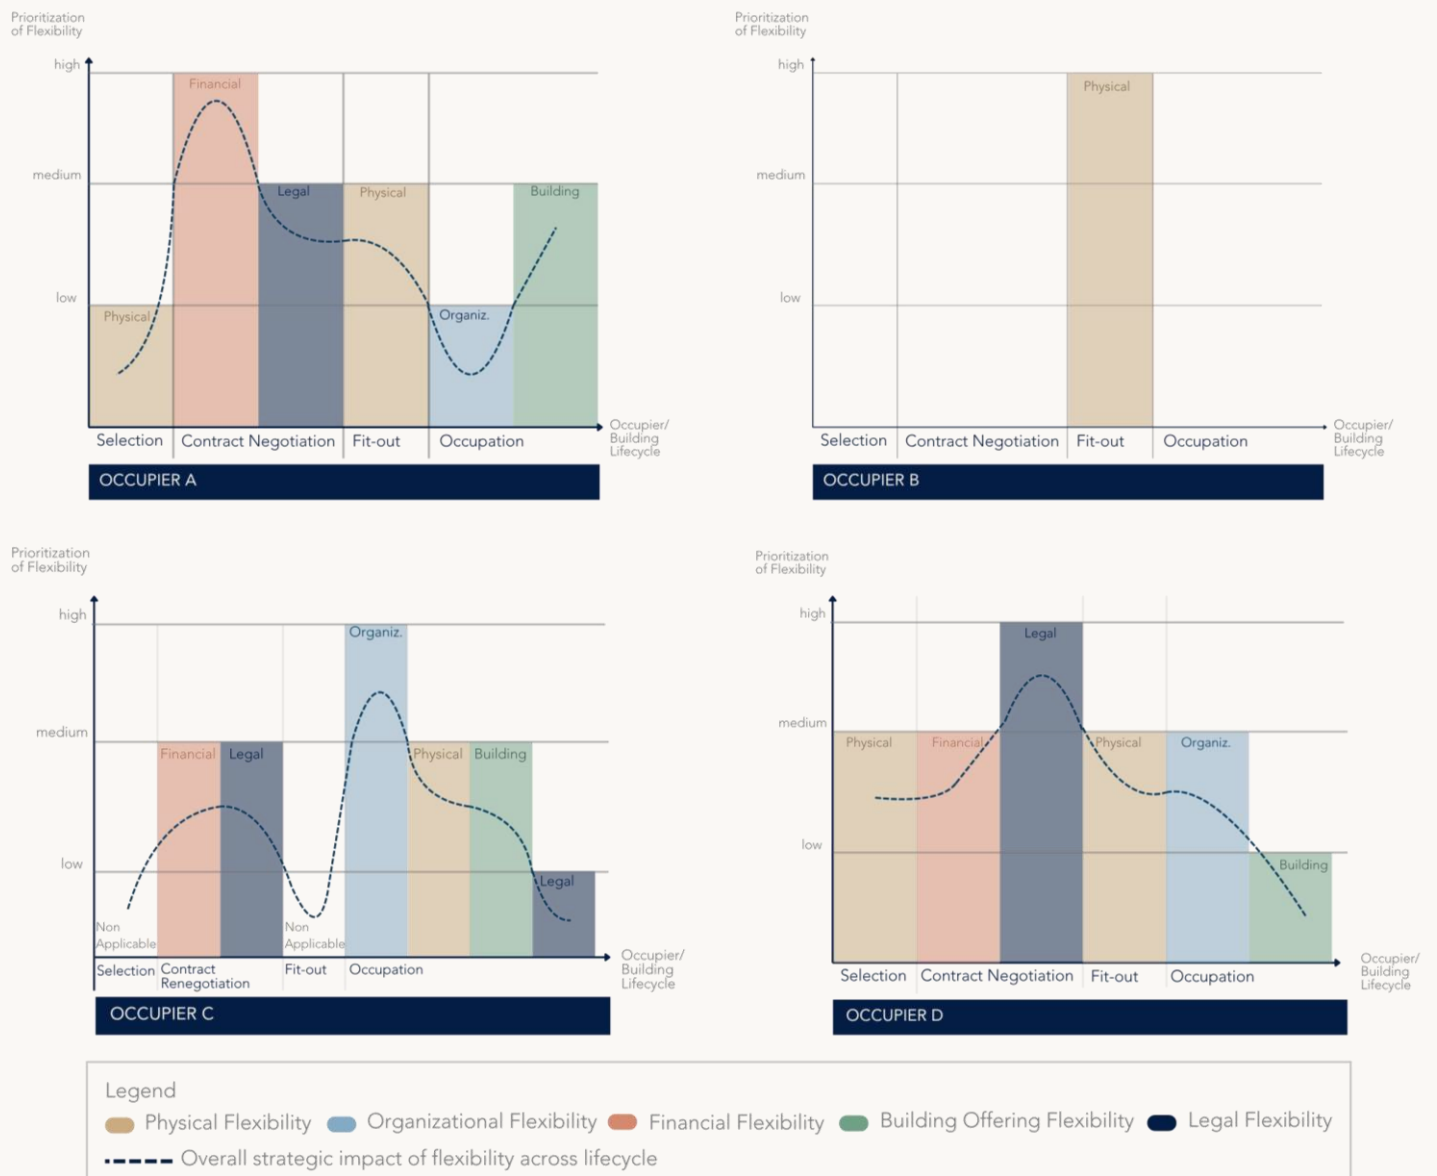 Prioritization
of Flexibility
high
Financial
medium
Legal
Physical
Building
low
Physical
Organiz.
Selection
Contract Negotiation
Fit-out
Occupation
Occupier/
Building
Lifecycle
OCCUPIER A
Prioritization
of Flexibility
high
Physical
medium
low
Selection
Contract Negotiation
Fit-out
Occupation
Occupier/
Building
Lifecycle
OCCUPIER B
Prioritization
of Flexibility
high
Organiz.
medium
Financial
Legal
Physical
Building
low
Legal
Non
Applicable
Non
Applicable
Selection
Contract
Renegotiation
Fit-out
Occupation
Occupier/
Building
Lifecycle
OCCUPIER C
Prioritization
of Flexibility
high
Legal
medium
Physical
Financial
Physical
Organiz.
low
Building
Selection
Contract Negotiation
Fit-out
Occupation
Occupier/
Building
Lifecycle
OCCUPIER D
Legend
Physical Flexibility
Organizational Flexibility
Financial Flexibility
Building Offering Flexibility
Legal Flexibility
Overall strategic impact of flexibility across lifecycle